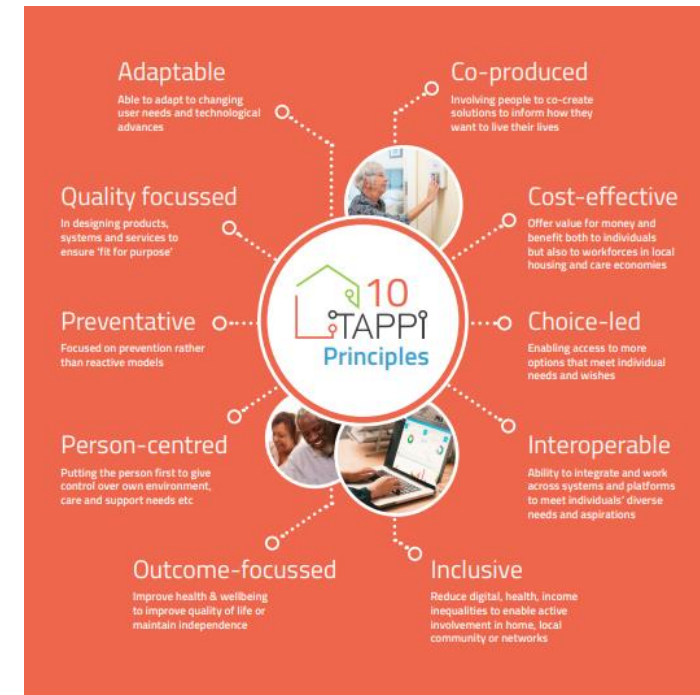 Adaptable
Able to adapt to changing
user needs and technological
advances
Co-produced
Involving people to co-create
solutions to inform how they
want to live their lives
Quality focussed
In designing products,
systems and services to
ensure 'fit for purpose'
Cost-effective
Offer value for money and
benefit both to individuals
but also to workforces in local
housing and care economies
10
TAPPI
Principles
Preventative
Focused on prevention rather
than reactive models
Choice-led
Enabling access to more
options that meet individual
needs and wishes
Person-centred
Putting the person first to give
control over own environment,
care and support needs etc
Interoperable
Ability to integrate and work
across systems and platforms
to meet individuals' diverse
needs and aspirations
Outcome-focussed
Improve health & wellbeing
to improve quality of life or
maintain independence
Inclusive
Reduce digital, health, income
inequalities to enable active
involvement in home, local
community or networks